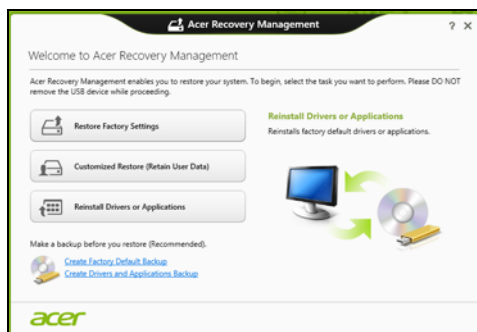 Acer Recovery Management
? ×
Welcome to Acer Recovery Management
Acer Recovery Management enables you to restore your system. To begin, select the task you want to perform. Please DO NOT
remove the USB device while proceeding.
Restore Factory Settings
Customized Restore (Retain User Data)
Reinstall Drivers or Applications
Reinstall Drivers or Applications
Reinstalls factory default drivers or applications.
Make a backup before you restore (Recommended).
Create Factory Default Backup
Create Drivers and Applications Backup
acer